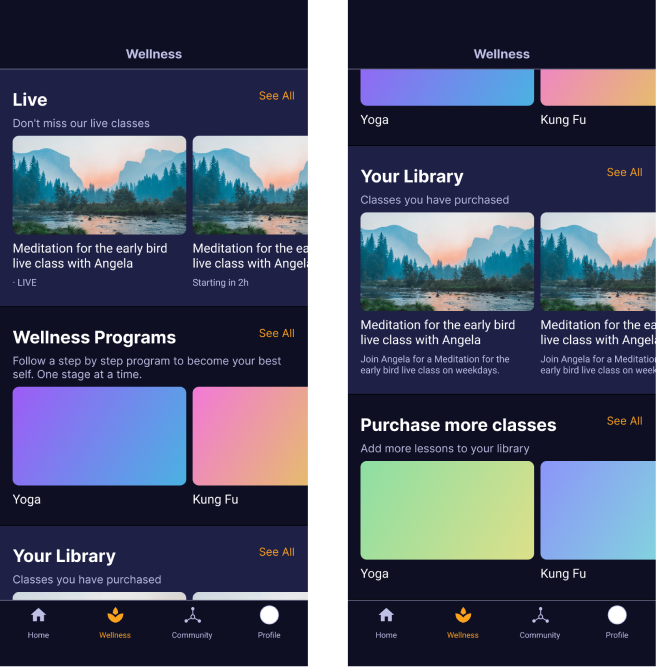 Wellness
Live
See All
Don't miss our live classes
Meditation for the early bird
live class with Angela
· LIVE
Meditation for the ea
live class with Angela
Starting in 2h
Wellness Programs
See All
Follow a step by step program to become your best
self. One stage at a time.
Yoga
Kung Fu
Your Library
See All
Classes you have purchased
Home
Wellness
Community
Profile
Wellness
Yoga
Kung Fu
Your Library
See All
Classes you have purchased
Meditation for the early bird
live class with Angela
Join Angela for a Meditation for the
early bird live class on weekdays.
Meditation for the ea
live class with Angela
Join Angela for a Meditation
early bird live class on week
Purchase more classes
See All
Add more lessons to your library
Yoga
Kung Fu
Home
Wellness
Community
Profile